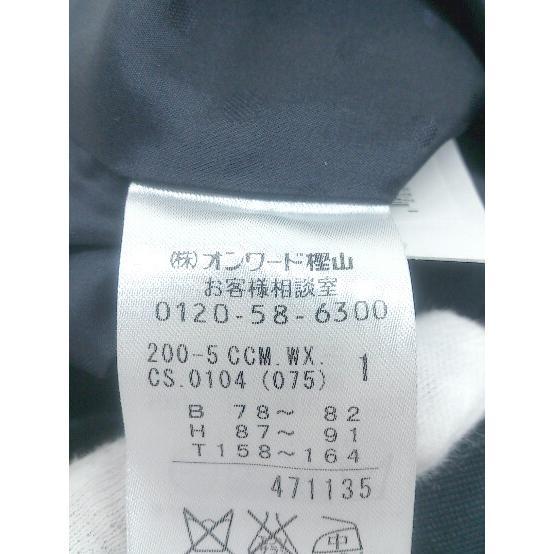 (株)オンワード樫山
お客様相談室
0120-58-6300
200-5 CCM.WX. 1
CS.0104 (075)
B 78～ 82
H 87～ 91
T158～164
471135
中